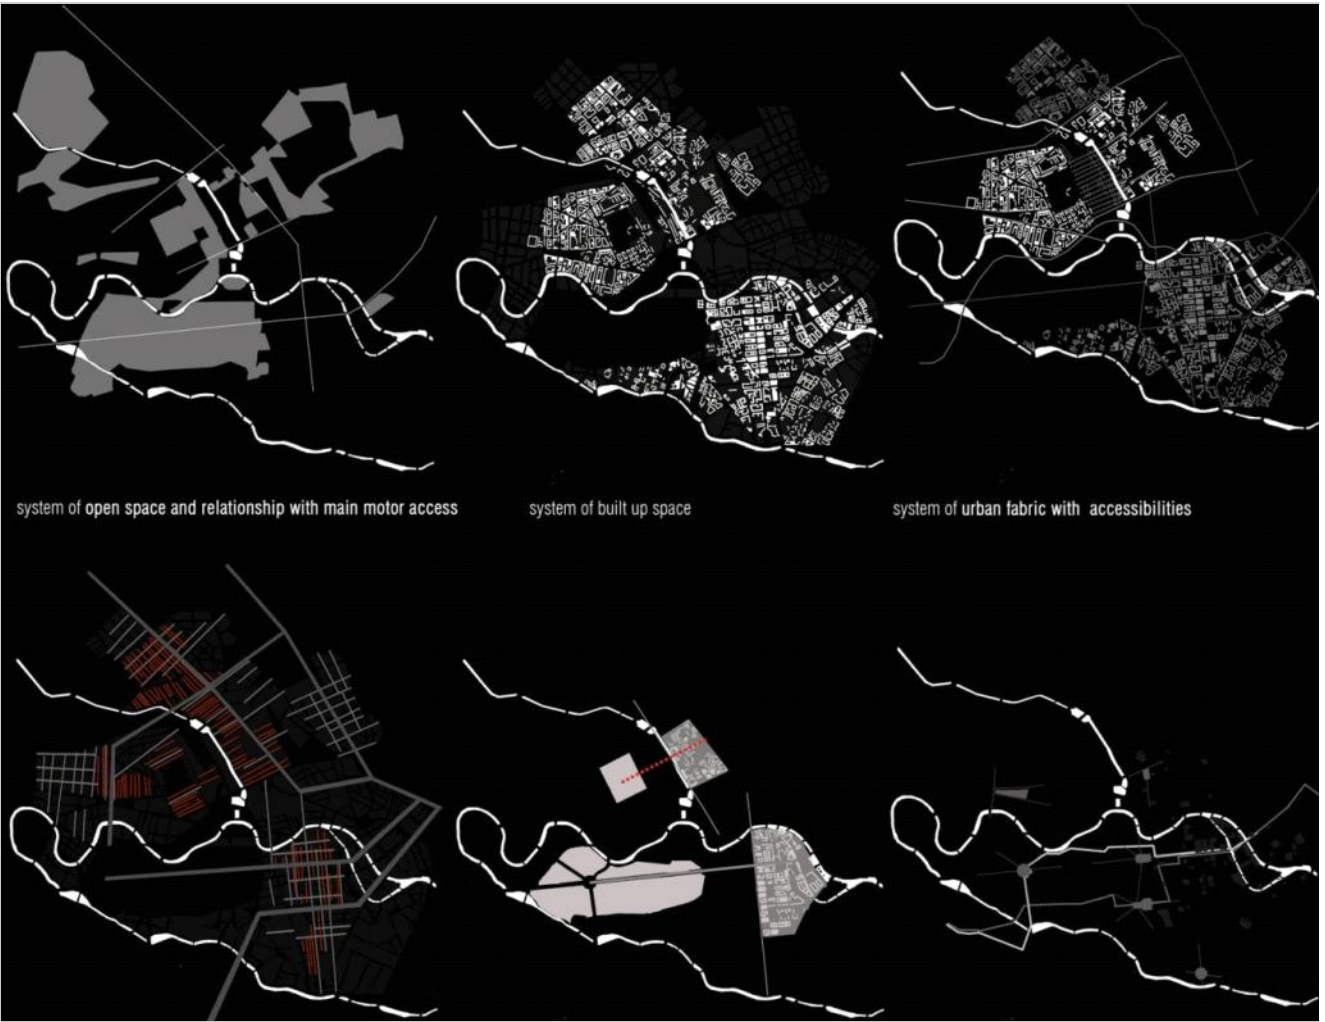 system of open space and relationship with main motor access
system of built up space
system of urban fabric with accessibilities